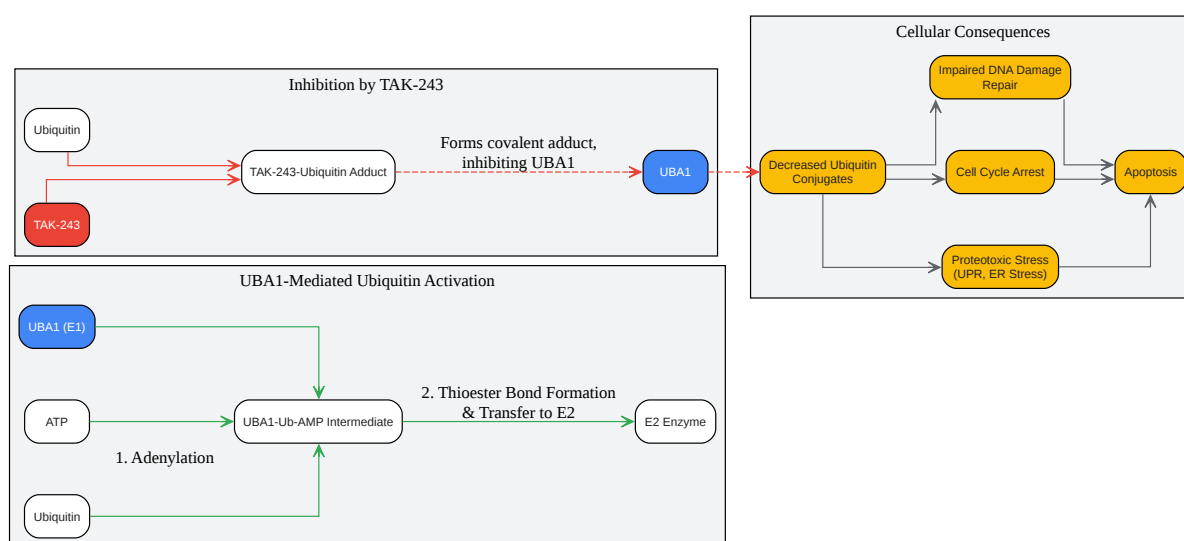 Inhibition by TAK-243
Ubiquitin
TAK-243
TAK-243-Ubiquitin Adduct
Forms covalent adduct,
inhibiting UBA1
UBA1
Cellular Consequences
Decreased Ubiquitin
Conjugates
Impaired DNA Damage
Repair
Cell Cycle Arrest
Apoptosis
Proteotoxic Stress
(UPR, ER Stress)
UBA1-Mediated Ubiquitin Activation
UBA1 (E1)
ATP
1. Adenylation
Ubiquitin
UBA1-Ub-AMP Intermediate
2. Thioester Bond Formation
& Transfer to E2
E2 Enzyme